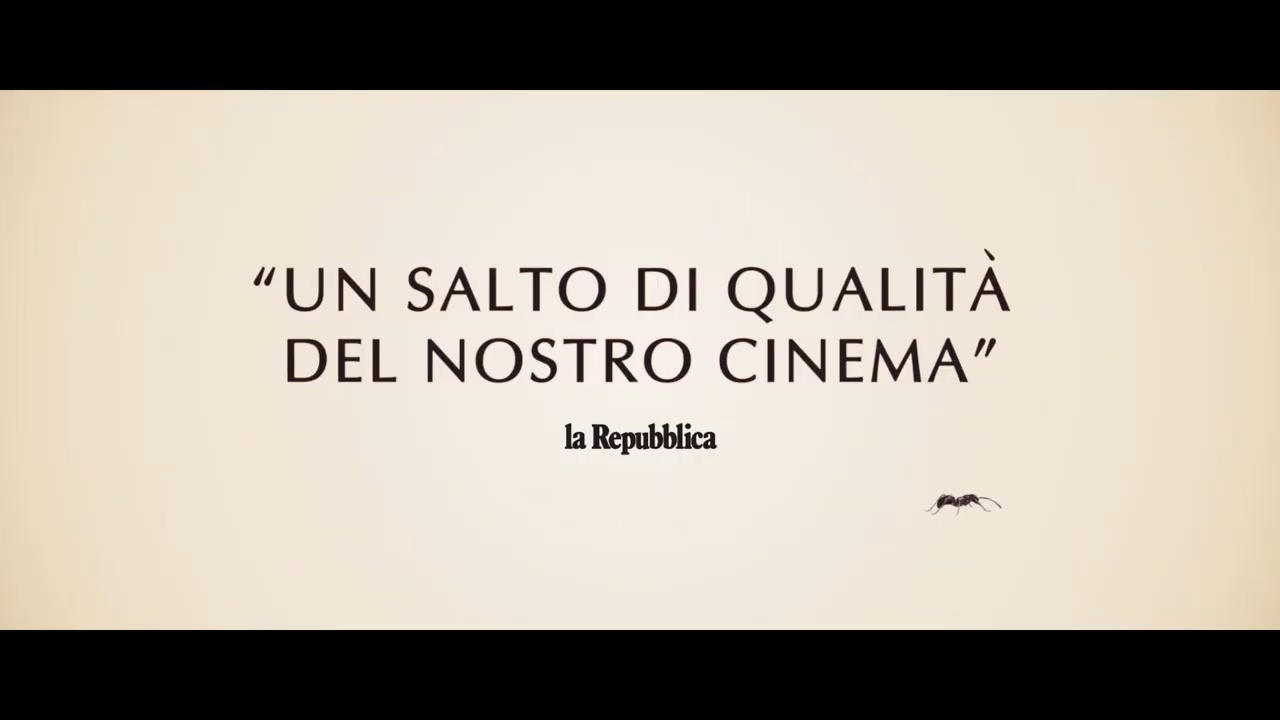 “UN SALTO DI QUALITÀ
DEL NOSTRO CINEMA”
la Repubblica